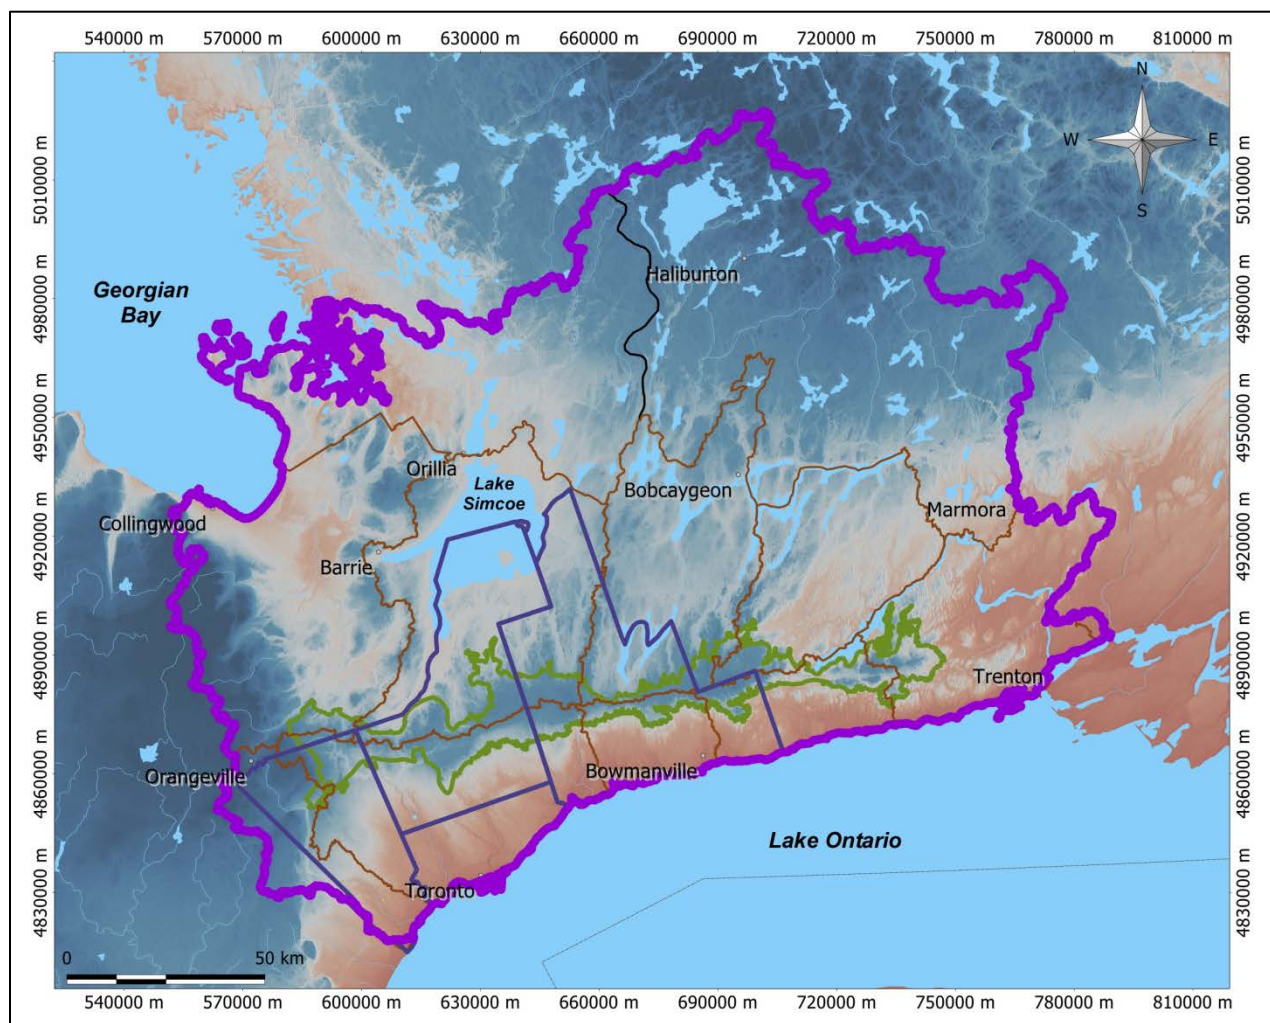 540000 m 570000 m 600000 m 630000 m 660000 m 690000 m 720000 m 750000 m 780000 m 810000 m
N
W E
S
5010000 m 5010000 m
Haliburton
Georgian
Bay
4980000 m 4980000 m
4950000 m 4950000 m
Orillia
Lake
Simcoe
Bobcaygeon
Marmora
Collingwood
4920000 m 4920000 m
Barrie
4890000 m 4890000 m
Trenton
Orangeville
Bowmanville
4860000 m 4860000 m
Lake Ontario
Toronto
4830000 m 4830000 m
0 50 km
540000 m 570000 m 600000 m 630000 m 660000 m 690000 m 720000 m 750000 m 780000 m 810000 m